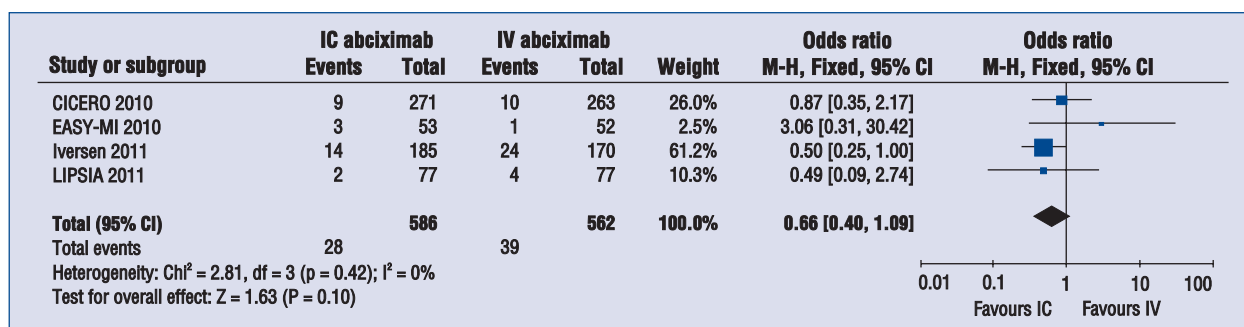 IC abciximab IV abciximab Odds ratio Odds ratio
Study or subgroup Events Total Events Total Weight M-H, Fixed, 95% CI M-H, Fixed, 95% CI
CICERO 2010 9 271 10 263 26.0% 0.87 [0.35, 2.17]
EASY-MI 2010 3 53 1 52 2.5% 3.06 [0.31, 30.42]
Iversen 2011 14 185 24 170 61.2% 0.50 [0.25, 1.00]
LIPSIA 2011 2 77 4 77 10.3% 0.49 [0.09, 2.74]
Total (95% CI) 586 562 100.0% 0.66 [0.40, 1.09]
Total events 28 39
Heterogeneity: Chi² = 2.81, df = 3 (p = 0.42); I² = 0%
Test for overall effect: Z = 1.63 (P = 0.10)
0.01 0.1 1 10 100
Favours IC Favours IV